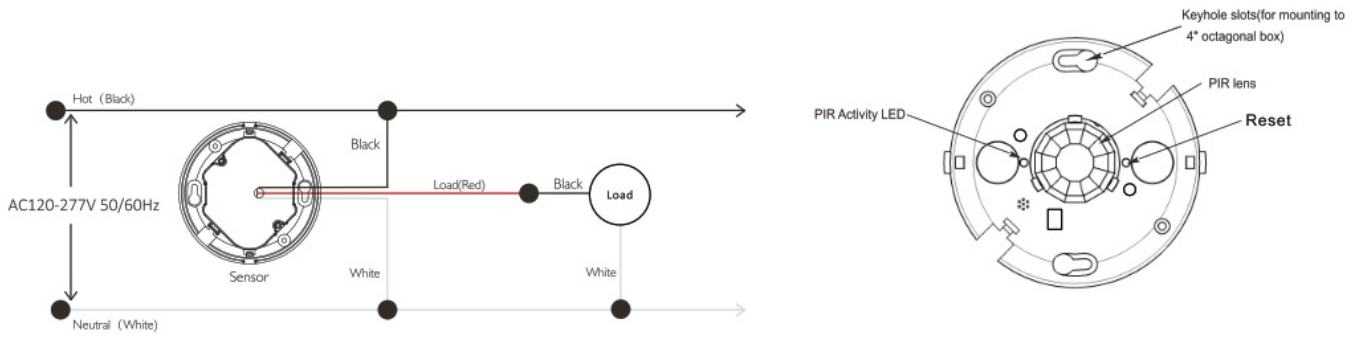 Hot (Black)
Black
Load(Red)
Black
Load
AC120-277V 50/60Hz
Sensor
White
White
Neutral (White)
Keyhole slots(for mounting to
4" octagonal box)
PIR lens
PIR Activity LED
Reset